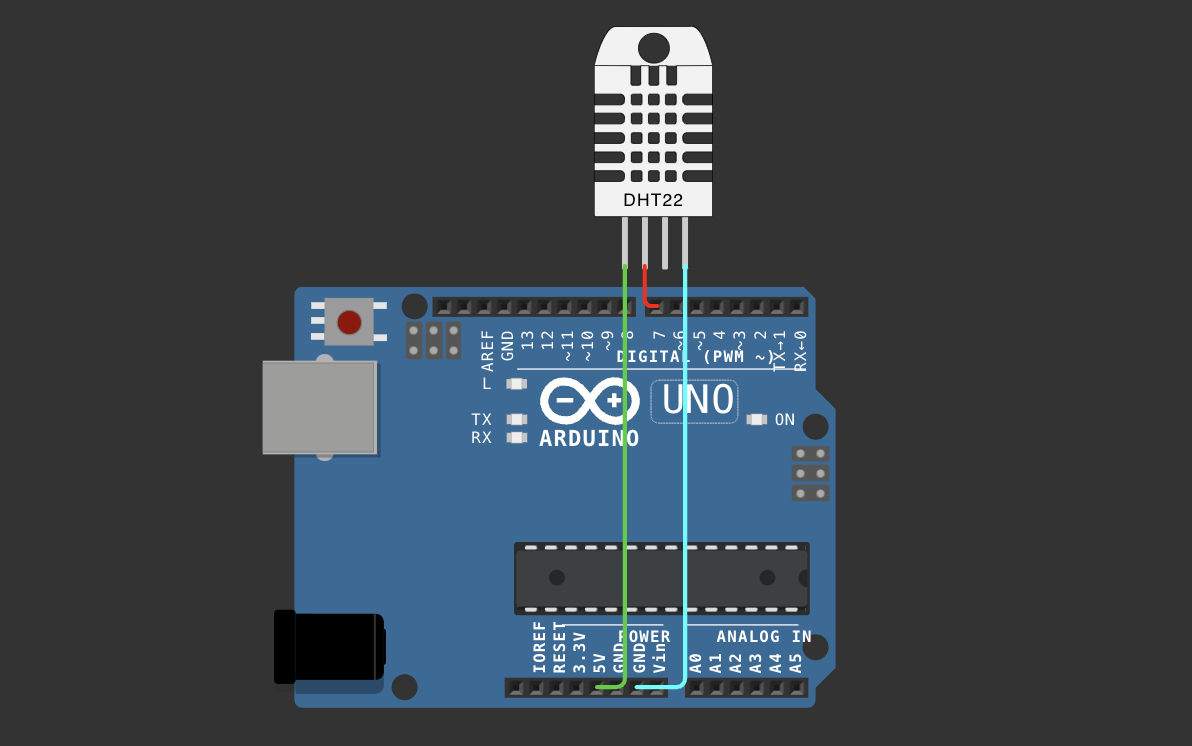 DHT22
AREF
GND
13
12
~11
~10
~9
8
7
~6
~5
4
~3
2
TX→1
RX←0
DIGITAL (PWM ~)
L
TX
RX
UNO
ON
ARDUINO
POWER
ANALOG IN
IOREF
RESET
3.3V
5V
GND
GND
Vin
A0
A1
A2
A3
A4
A5